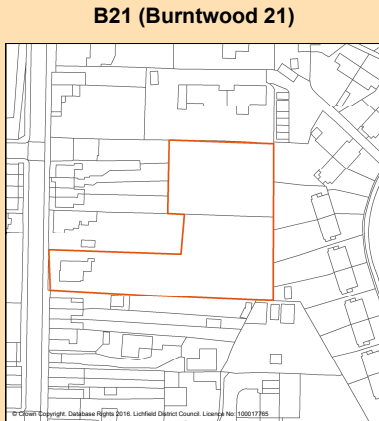 B21 (Burntwood 21)
© Crown Copyright. Database Rights 2016. Lichfield District Council. Licence No: 100017765